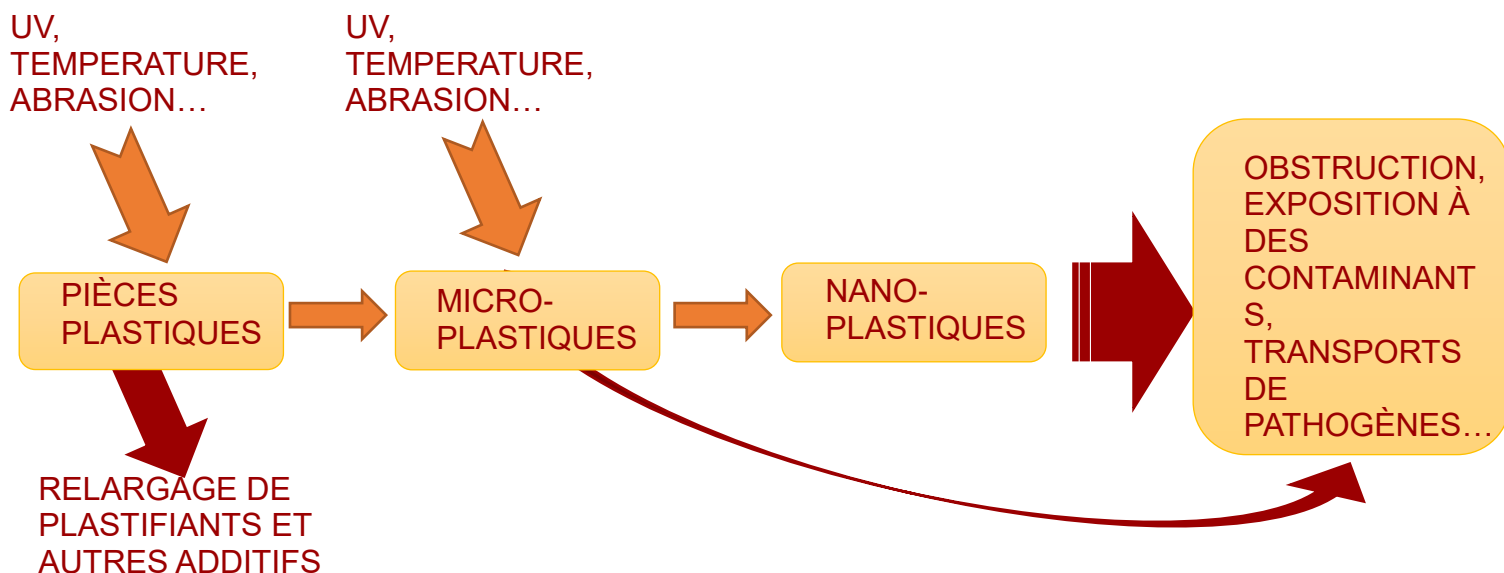 UV,
TEMPERATURE,
ABRASION…
UV,
TEMPERATURE,
ABRASION…
PIÈCES
PLASTIQUES
MICRO-
PLASTIQUES
NANO-
PLASTIQUES
OBSTRUCTION,
EXPOSITION À
DES
CONTAMINANT
S,
TRANSPORTS
DE
PATHOGÈNES…
RELARGAGE DE
PLASTIFIANTS ET
AUTRES ADDITIFS